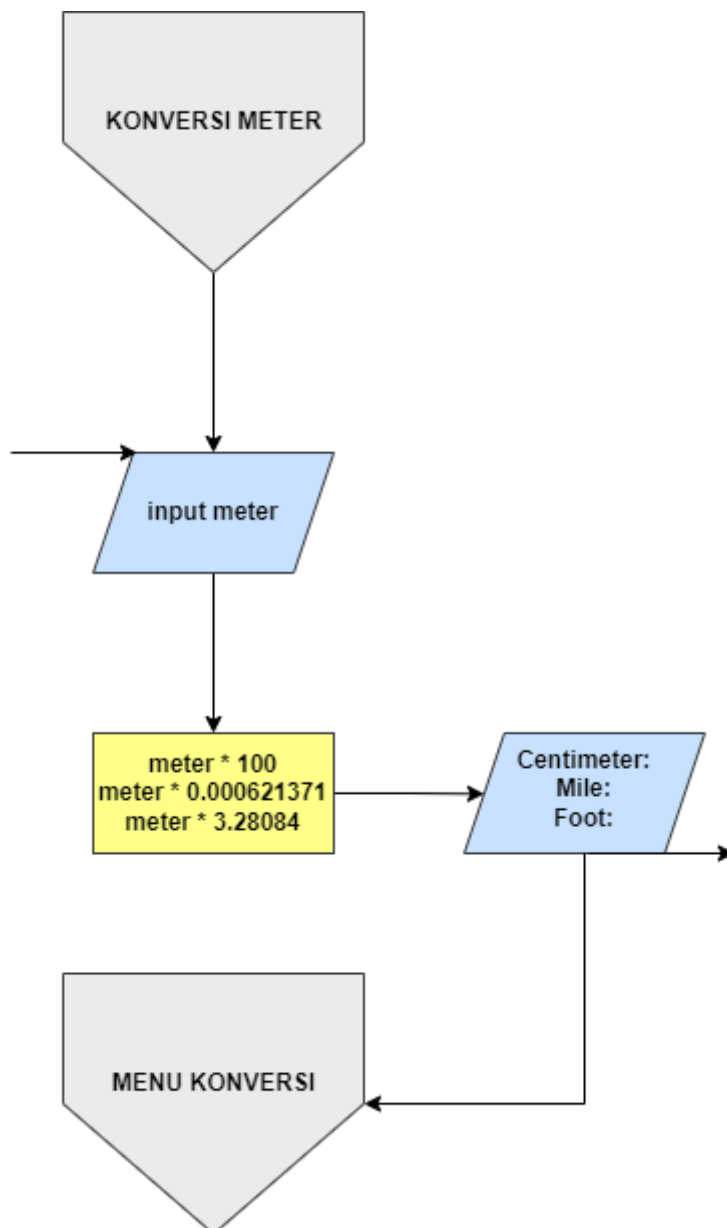 KONVERSI METER
input meter
meter * 100
meter * 0.000621371
meter * 3.28084
Centimeter:
Mile:
Foot:
MENU KONVERSI